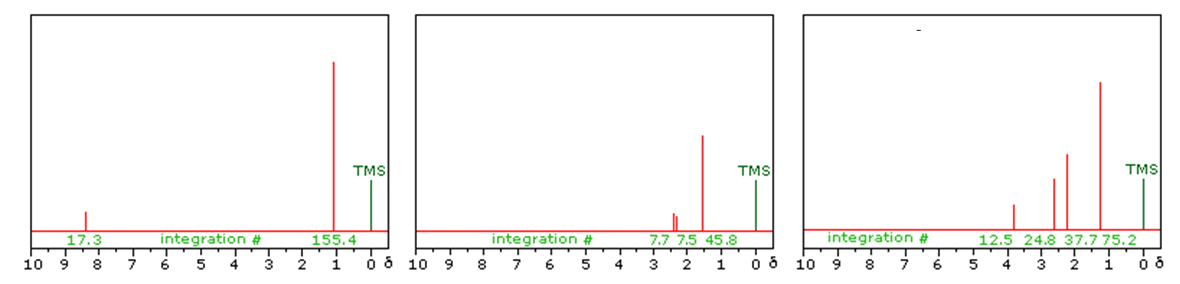 TMS
17.3 integration # 155.4
10 9 8 7 6 5 4 3 2 1 0 δ
TMS
integration # 7.7 7.5 45.8
10 9 8 7 6 5 4 3 2 1 0 δ
-
TMS
integration # 12.5 24.8 37.7 75.2
10 9 8 7 6 5 4 3 2 1 0 δ